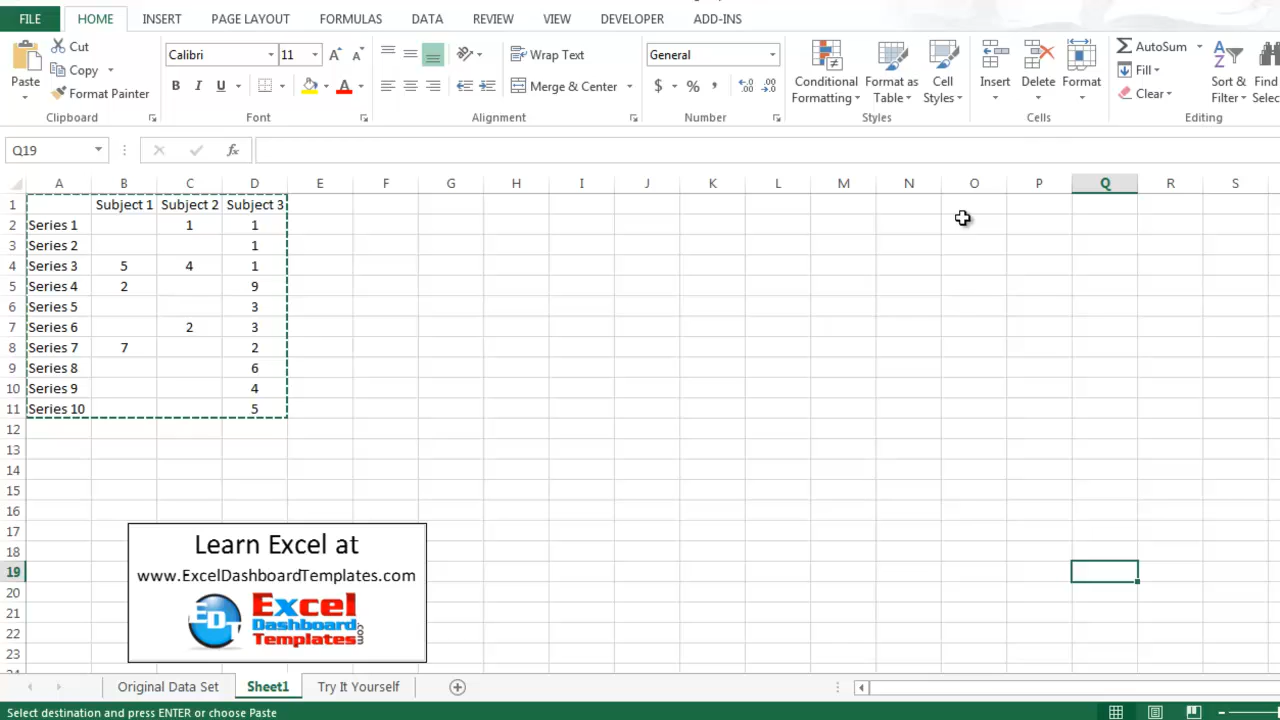 FILE HOME INSERT PAGE LAYOUT FORMULAS DATA REVIEW VIEW DEVELOPER ADD-INS
Paste
Cut
Copy
Format Painter
Clipboard
Calibri 11
B I U
Font
Wrap Text
Merge & Center
Alignment
General
$ % ,
Number
Conditional Formatting
Format as Table
Cell Styles
Styles
Insert
Delete
Format
Cells
AutoSum
Fill
Clear
Sort & Filter
Editing
Q19 fx
A B C D E F G H I J K L M N O P Q R S
1 Subject 1 Subject 2 Subject 3
2 Series 1 1 1
3 Series 2 1
4 Series 3 5 4 1
5 Series 4 2 9
6 Series 5 3
7 Series 6 2 3
8 Series 7 7 2
9 Series 8 6
10 Series 9 4
11 Series 10 5
12
13
14
15
16
17
18
19
20
21
22
23
Learn Excel at
www.ExcelDashboardTemplates.com
EDT
Excel
Dashboard
Templates
.com
Original Data Set Sheet1 Try It Yourself
Select destination and press ENTER or choose Paste